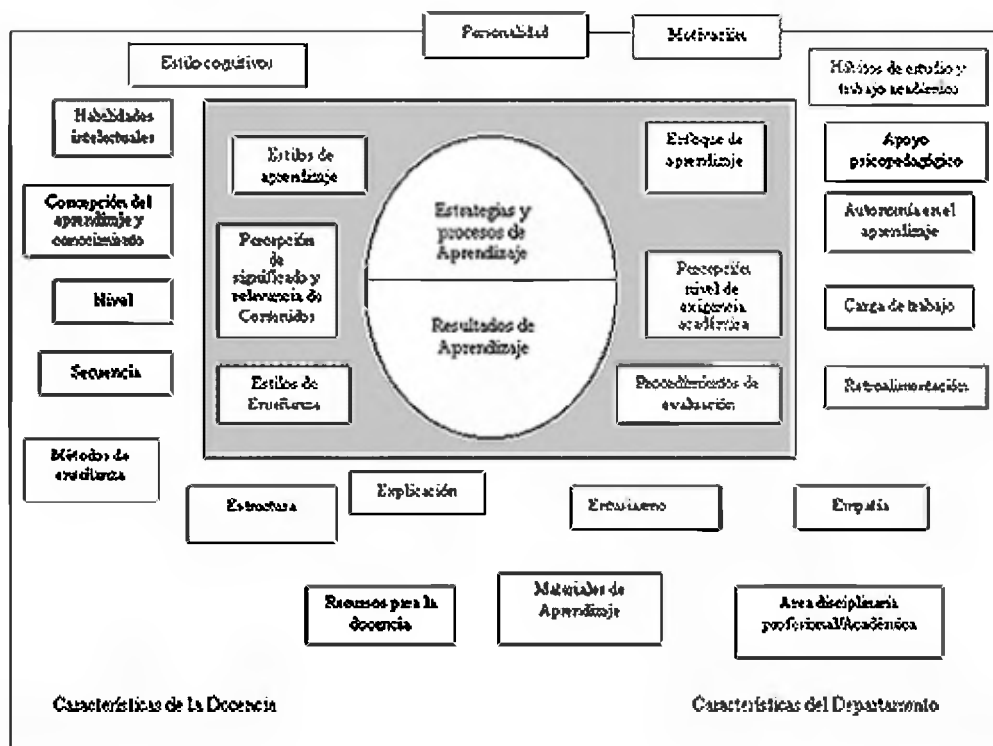 Personalidad
Motivación
Estilo cognitivos
Hábitos de estudio y
trabajo académico
Habilidades
intelectuales
Estilos de
aprendizaje
Enfoque de
aprendizaje
Apoyo
psicopedagógico
Concepción del
aprendizaje y
conocimiento
Estrategias y
procesos de
Aprendizaje
Autonomía en el
aprendizaje
Percepción
de
significado y
relevancia de
Contenidos
Percepción
nivel de
exigencia
académica
Nivel
Carga de trabajo
Resultados de
Aprendizaje
Secuencia
Estilos de
Enseñanza
Procedimientos de
evaluación
Retroalimentación
Métodos de
enseñanza
Estructura
Explicación
Entusiasmo
Empatía
Recursos para la
docencia
Materiales de
Aprendizaje
Area disciplinaria
profesional/Académica
Características de la Docencia
Características del Departamento